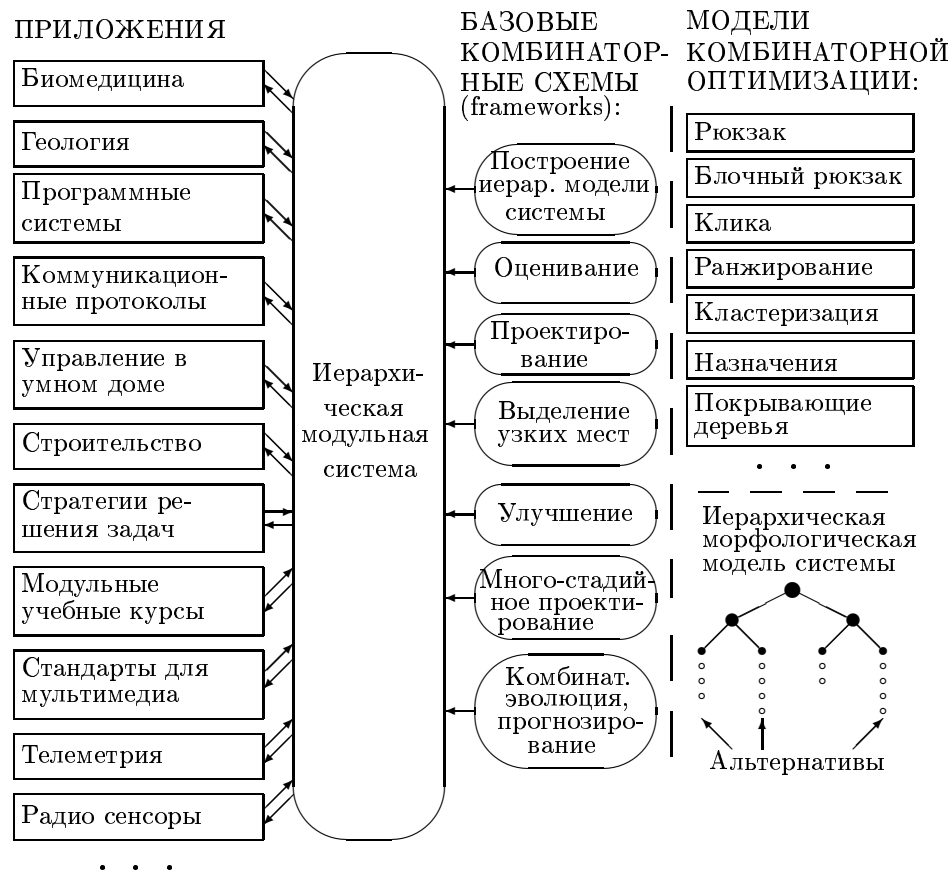 ПРИЛОЖЕНИЯ
Биомедицина
Геология
Программные
системы
Коммуникацион-
ные протоколы
Управление в
умном доме
Строительство
Стратегии ре-
шения задач
Модульные
учебные курсы
Стандарты для
мультимедиа
Телеметрия
Радио сенсоры
. . .
Иерархи-
ческая
модульная
система
БАЗОВЫЕ
КОМБИНАТОР-
НЫЕ СХЕМЫ
(frameworks):
Построение
иерар. модели
системы
Оценивание
Проектиро-
вание
Выделение
узких мест
Улучшение
Много-стадий-
ное проекти-
рование
Комбинат.
эволюция,
прогнозиро-
вание
МОДЕЛИ
КОМБИНАТОРНОЙ
ОПТИМИЗАЦИИ:
Рюкзак
Блочный рюкзак
Клика
Ранжирование
Кластеризация
Назначения
Покрывающие
деревья
. . .
Иерархическая
морфологическая
модель системы
Альтернативы